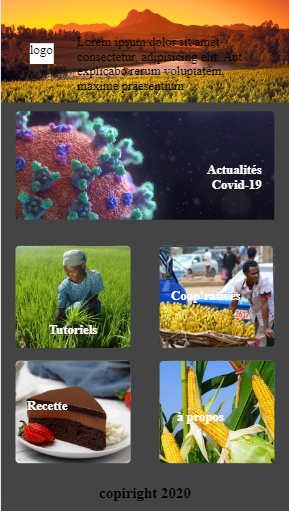 logo
Lorem ipsum dolor sit amet
consectetur, adipisicing elit. Aut
explicabo rerum voluptatem,
maxime praesentium
Actualités
Covid-19
Tutoriels
Coop'ratives
Recette
à propos
copiright 2020